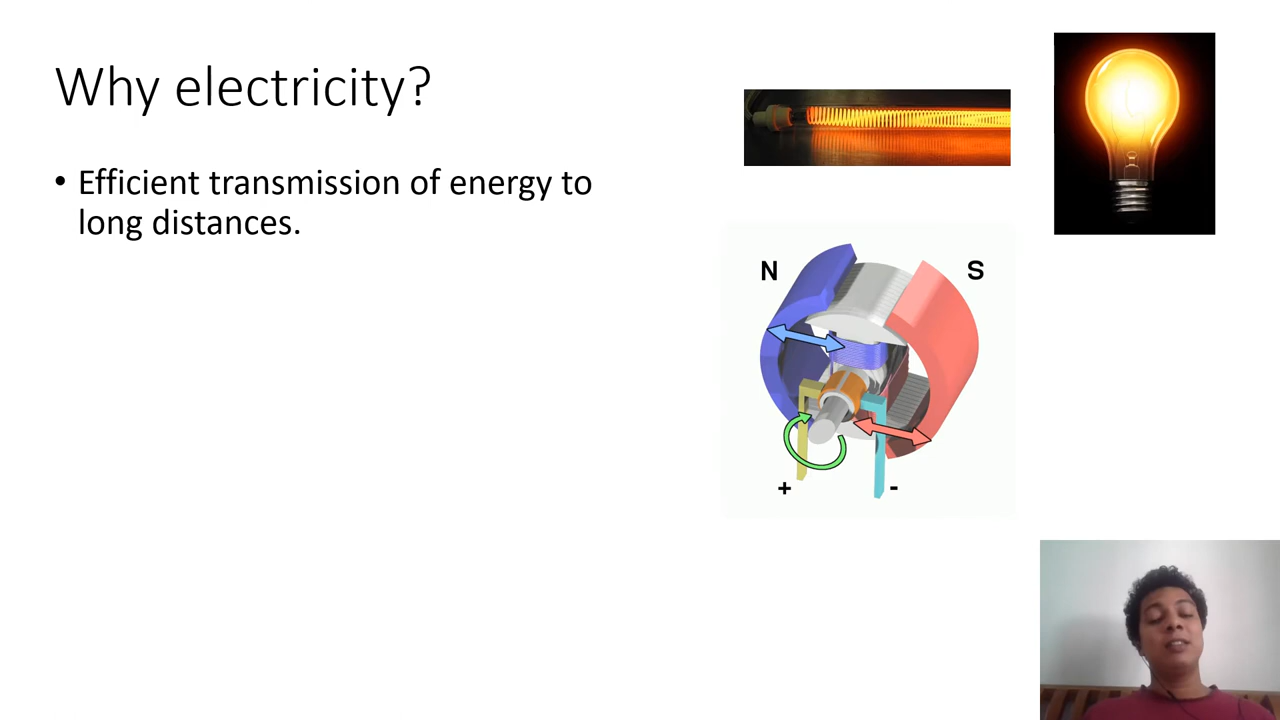 Why electricity?
• Efficient transmission of energy to
long distances.
N
S
+
-